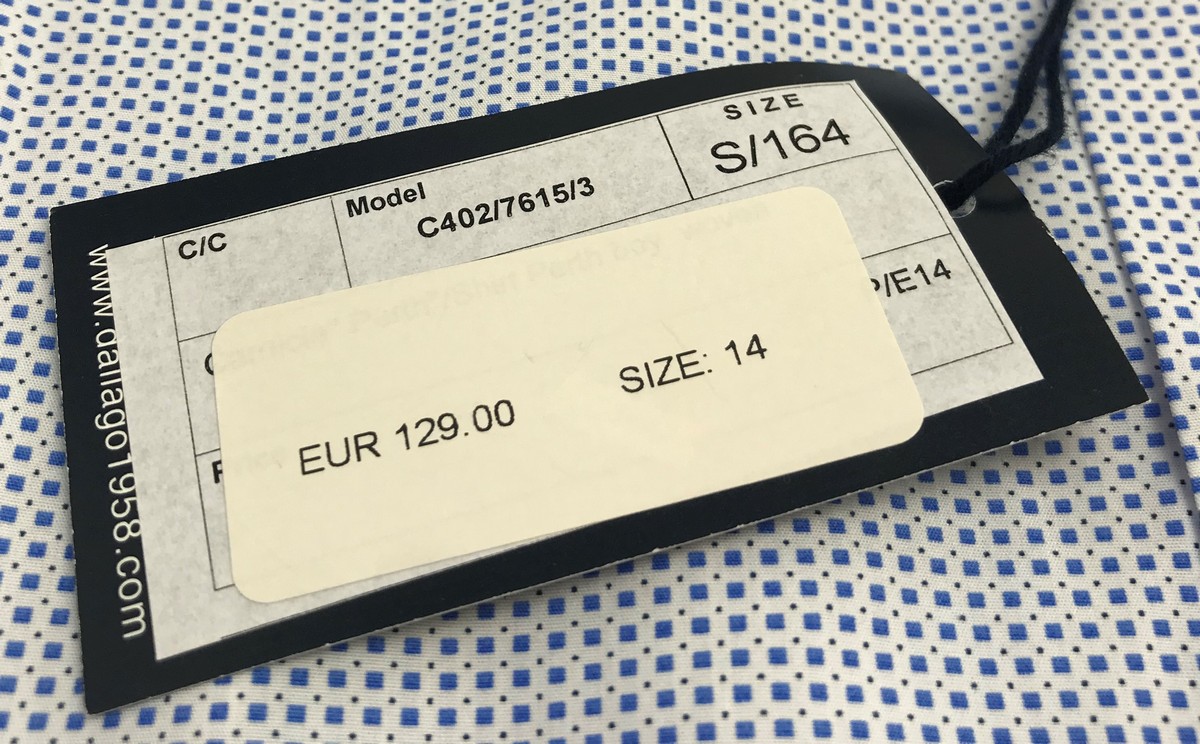 SIZE
S/164
Model
C402/7615/3
C/C
/E14
SIZE: 14
EUR 129.00
www.dallago1958.com